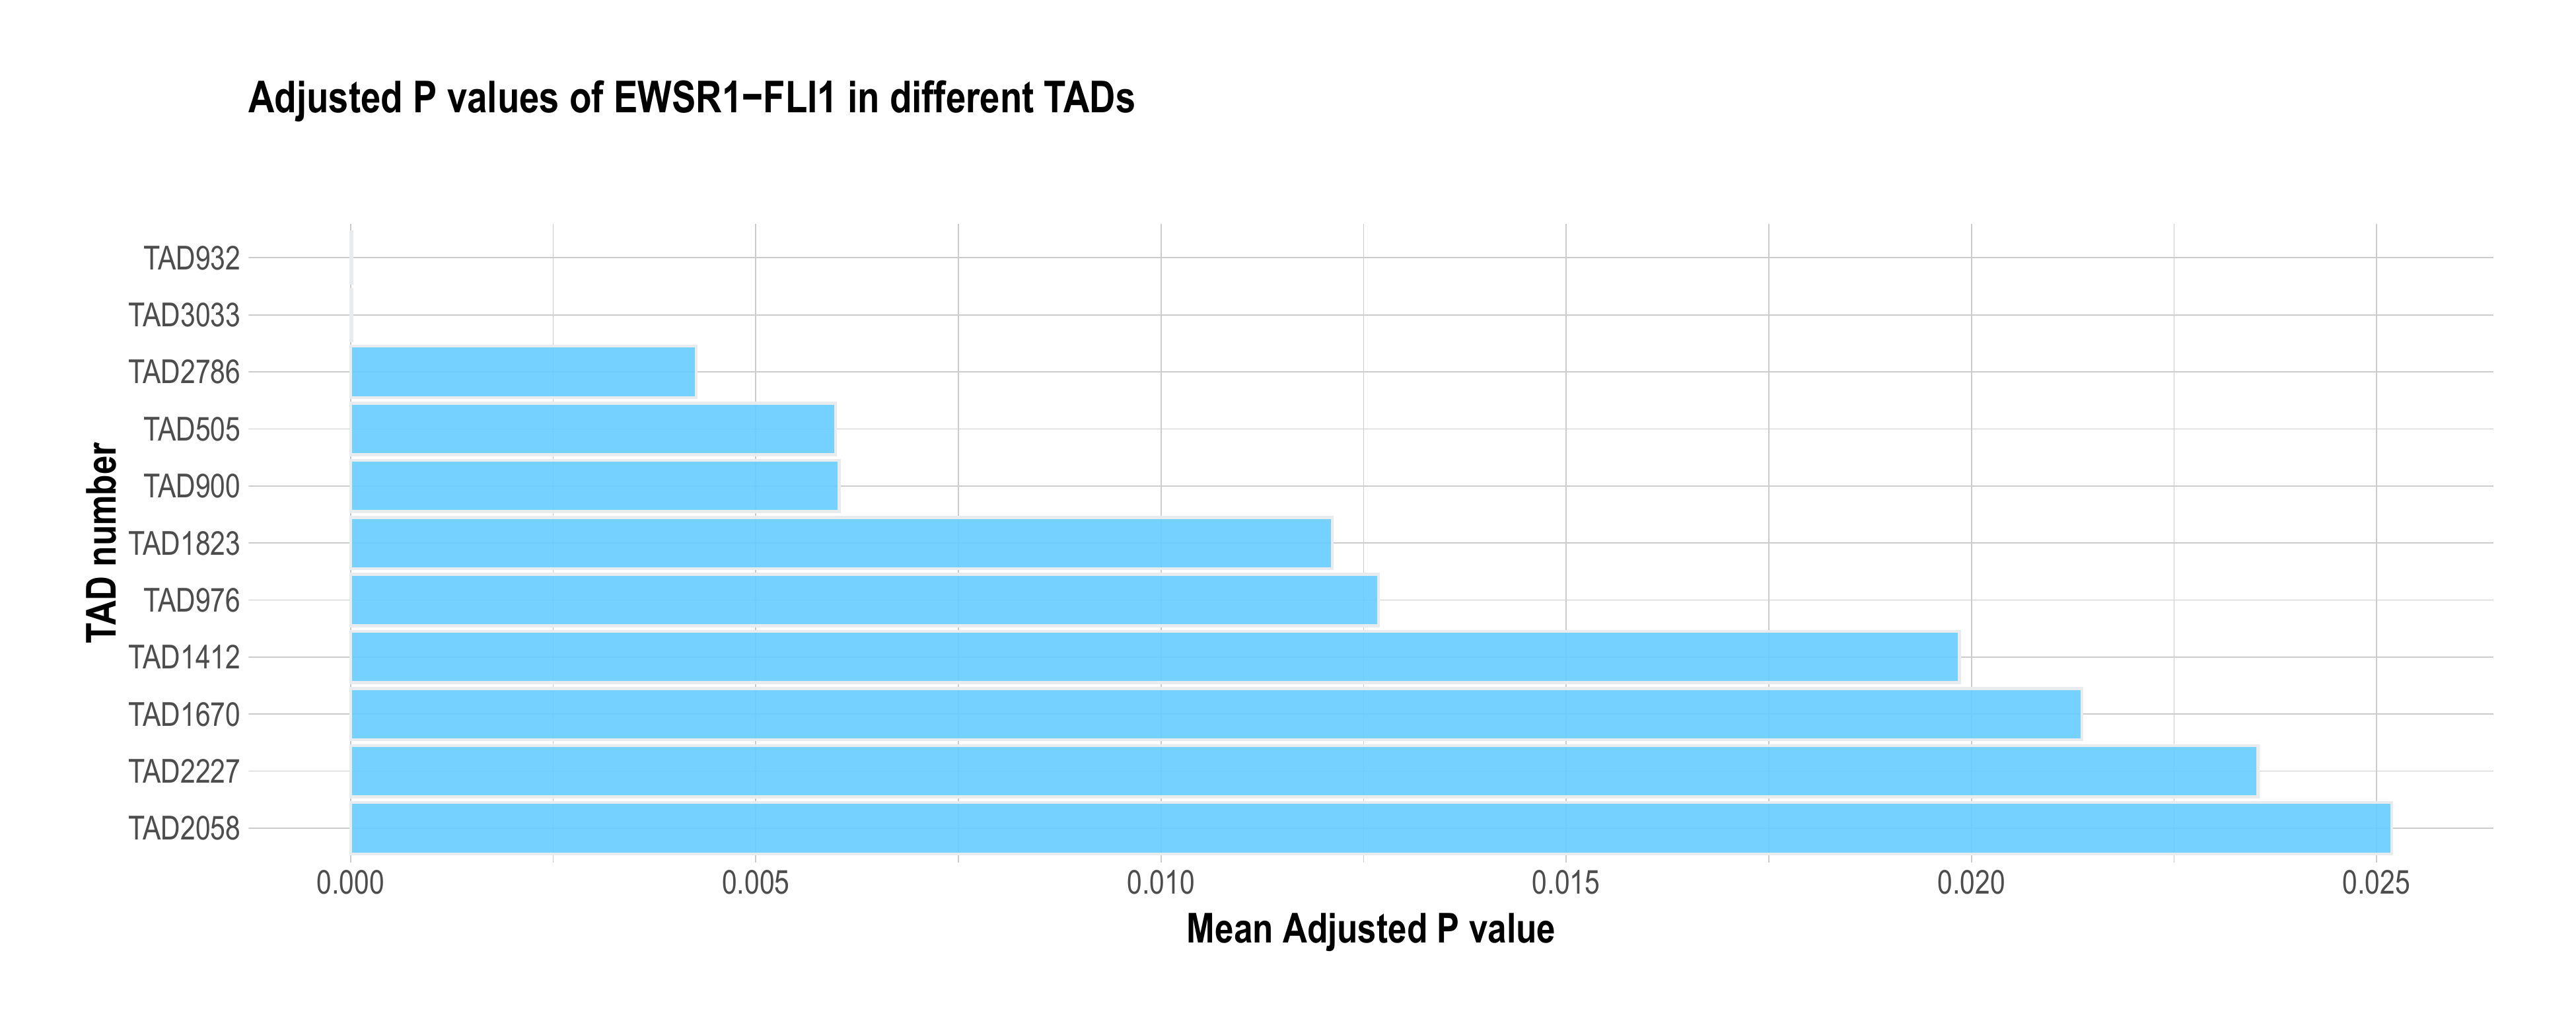 Adjusted P values of EWSR1−FLI1 in different TADs
TAD number
TAD932
TAD3033
TAD2786
TAD505
TAD900
TAD1823
TAD976
TAD1412
TAD1670
TAD2227
TAD2058
0.000 0.005 0.010 0.015 0.020 0.025
Mean Adjusted P value